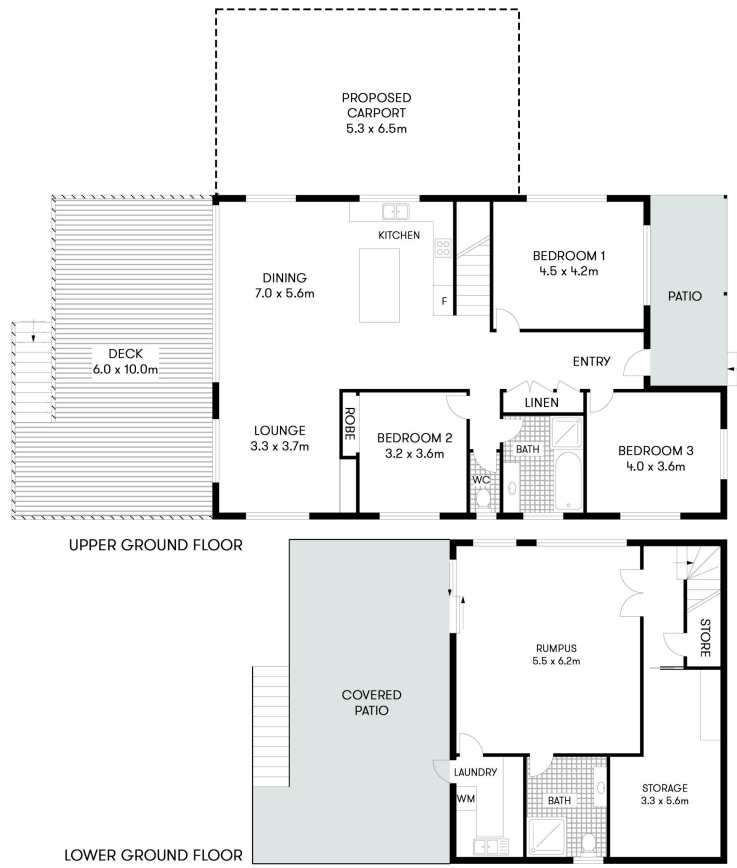 PROPOSED
CARPORT
5.3 x 6.5m
KITCHEN
BEDROOM 1
4.5 x 4.2m
DINING
7.0 x 5.6m
F
PATIO
DECK
6.0 x 10.0m
ENTRY
LINEN
LOUNGE
3.3 x 3.7m
ROBE
BEDROOM 2
3.2 x 3.6m
BATH
WC
BEDROOM 3
4.0 x 3.6m
UPPER GROUND FLOOR
RUMPUS
5.5 x 6.2m
STORE
COVERED
PATIO
LAUNDRY
WM
BATH
STORAGE
3.3 x 5.6m
LOWER GROUND FLOOR